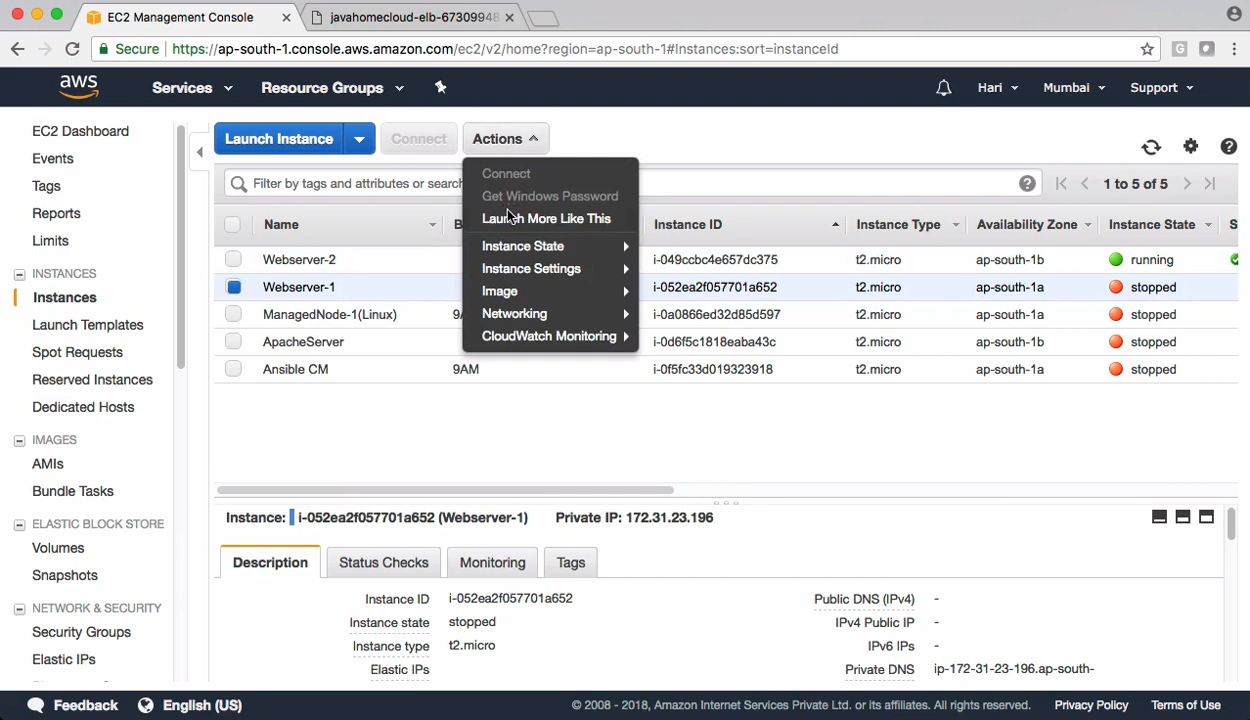 EC2 Management Console
javahomecloud-elb-67309948
Secure https://ap-south-1.console.aws.amazon.com/ec2/v2/home?region=ap-south-1#Instances:sort=instanceId
G
aws Services Resource Groups Hari Mumbai Support
EC2 Dashboard
Events
Tags
Reports
Limits
INSTANCES
Instances
Launch Templates
Spot Requests
Reserved Instances
Dedicated Hosts
IMAGES
AMIs
Bundle Tasks
ELASTIC BLOCK STORE
Volumes
Snapshots
NETWORK & SECURITY
Security Groups
Elastic IPs
Launch Instance Connect Actions
Connect
Get Windows Password
Launch More Like This
Instance State
Instance Settings
Image
Networking
CloudWatch Monitoring
Filter by tags and attributes or search
1 to 5 of 5
Name B Instance ID Instance Type Availability Zone Instance State S
Webserver-2 i-049ccbc4e657dc375 t2.micro ap-south-1b running
Webserver-1 i-052ea2f057701a652 t2.micro ap-south-1a stopped
ManagedNode-1(Linux) 9A i-0a0866ed32d85d597 t2.micro ap-south-1a stopped
ApacheServer i-0d6f5c1818eaba43c t2.micro ap-south-1b stopped
Ansible CM 9AM i-0f5fc33d019323918 t2.micro ap-south-1a stopped
Instance: i-052ea2f057701a652 (Webserver-1) Private IP: 172.31.23.196
Description Status Checks Monitoring Tags
Instance ID i-052ea2f057701a652
Instance state stopped
Instance type t2.micro
Elastic IPs
Public DNS (IPv4) -
IPv4 Public IP -
IPv6 IPs -
Private DNS ip-172-31-23-196.ap-south-
Feedback English (US) © 2008 - 2018, Amazon Internet Services Private Ltd. or its affiliates. All rights reserved. Privacy Policy Terms of Use